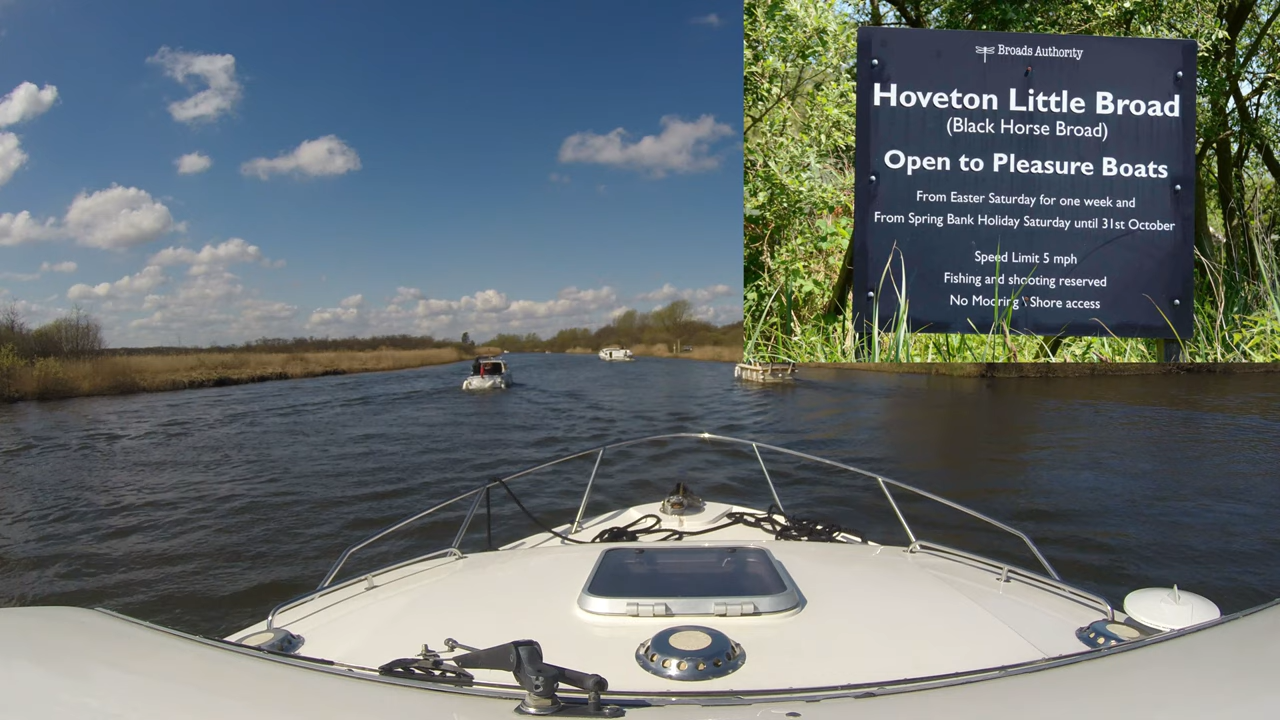 Broads Authority
Hoveton Little Broad
(Black Horse Broad)
Open to Pleasure Boats
From Easter Saturday for one week and
From Spring Bank Holiday Saturday until 31st October
Speed Limit 5 mph
Fishing and shooting reserved
No Mooring \ Shore access